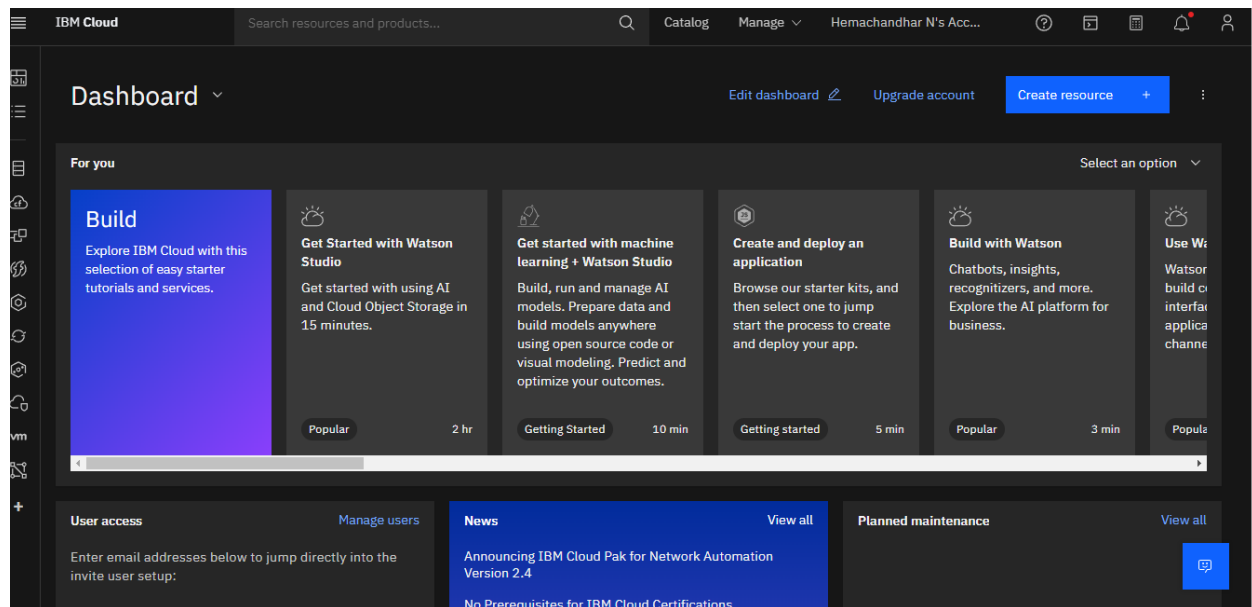 IBM Cloud
Search resources and products...
Catalog
Manage
Hemachandhar N's Acc...
Dashboard
Edit dashboard
Upgrade account
Create resource +
For you
Select an option
Build
Explore IBM Cloud with this
selection of easy starter
tutorials and services.
Get Started with Watson
Studio
Get started with using AI
and Cloud Object Storage in
15 minutes.
Popular
2 hr
Get started with machine
learning + Watson Studio
Build, run and manage AI
models. Prepare data and
build models anywhere
using open source code or
visual modeling. Predict and
optimize your outcomes.
Getting Started
10 min
Create and deploy an
application
Browse our starter kits, and
then select one to jump
start the process to create
and deploy your app.
Getting started
5 min
Build with Watson
Chatbots, insights,
recognitizers, and more.
Explore the AI platform for
business.
Popular
3 min
Use Wa
Watson
build c
interfac
applica
channe
Popula
vm
User access
Manage users
Enter email addresses below to jump directly into the
invite user setup:
News
View all
Announcing IBM Cloud Pak for Network Automation
Version 2.4
No Prerequisites for IBM Cloud Certifications
Planned maintenance
View all